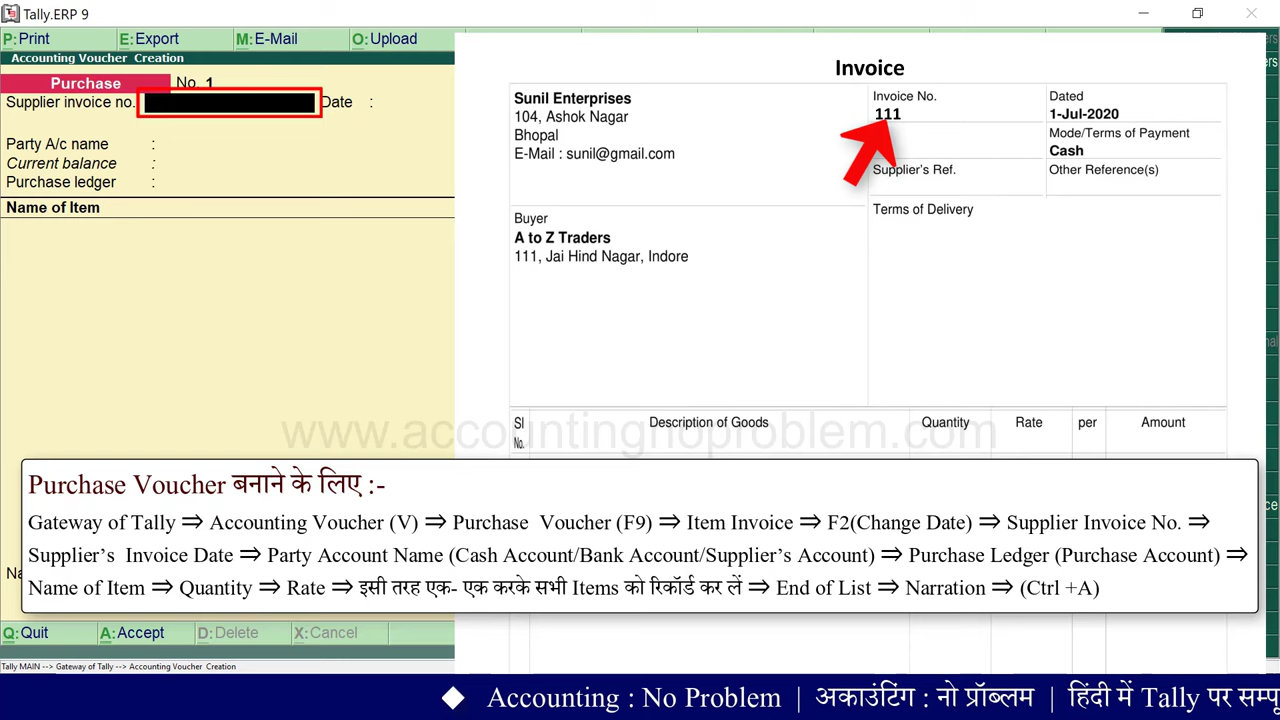 Tally.ERP 9
P:Print E:Export M:E-Mail O:Upload
Accounting Voucher Creation
Purchase No. 1
Supplier invoice no. Date :
Party A/c name :
Current balance :
Purchase ledger :
Name of Item
Invoice
Sunil Enterprises
104, Ashok Nagar
Bhopal
E-Mail : sunil@gmail.com
Invoice No.
111
Dated
1-Jul-2020
Mode/Terms of Payment
Cash
Supplier's Ref.
Other Reference(s)
Terms of Delivery
Buyer
A to Z Traders
111, Jai Hind Nagar, Indore
Sl No. Description of Goods Quantity Rate per Amount
www.accountingnoproblem.com
Purchase Voucher बनाने के लिए :-
Gateway of Tally ⇒ Accounting Voucher (V) ⇒ Purchase Voucher (F9) ⇒ Item Invoice ⇒ F2(Change Date) ⇒ Supplier Invoice No. ⇒
Supplier's Invoice Date ⇒ Party Account Name (Cash Account/Bank Account/Supplier's Account) ⇒ Purchase Ledger (Purchase Account) ⇒
Name of Item ⇒ Quantity ⇒ Rate ⇒ इसी तरह एक- एक करके सभी Items को रिकॉर्ड कर लें ⇒ End of List ⇒ Narration ⇒ (Ctrl +A)
Q:Quit A:Accept D:Delete X:Cancel
Tally MAIN --> Gateway of Tally --> Accounting Voucher Creation
◆ Accounting : No Problem | अकाउंटिंग : नो प्रॉब्लम | हिंदी में Tally पर